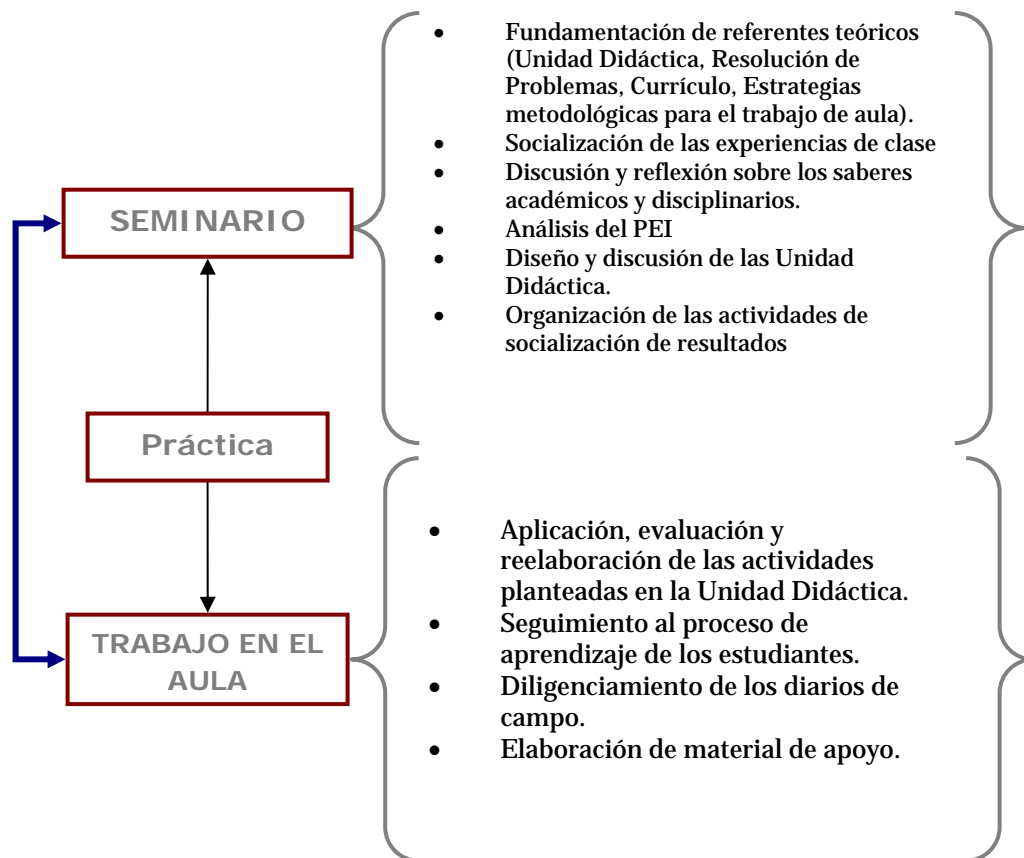 SEMINARIO
• Fundamentación de referentes teóricos
(Unidad Didáctica, Resolución de
Problemas, Currículo, Estrategias
metodológicas para el trabajo de aula).
• Socialización de las experiencias de clase
• Discusión y reflexión sobre los saberes
académicos y disciplinarios.
• Análisis del PEI
• Diseño y discusión de las Unidad
Didáctica.
• Organización de las actividades de
socialización de resultados
Práctica
TRABAJO EN EL
AULA
• Aplicación, evaluación y
reelaboración de las actividades
planteadas en la Unidad Didáctica.
• Seguimiento al proceso de
aprendizaje de los estudiantes.
• Diligenciamiento de los diarios de
campo.
• Elaboración de material de apoyo.